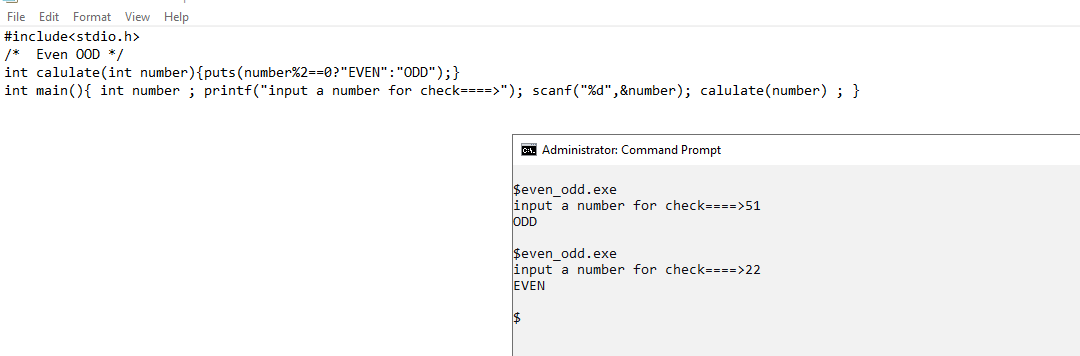 File Edit Format View Help
#include<stdio.h>
/*  Even OOD */
int calulate(int number){puts(number%2==0?"EVEN":"ODD");}
int main(){ int number ; printf("input a number for check====>"); scanf("%d",&number); calulate(number) ; }
Administrator: Command Prompt
$even_odd.exe
input a number for check====>51
ODD
$even_odd.exe
input a number for check====>22
EVEN
$